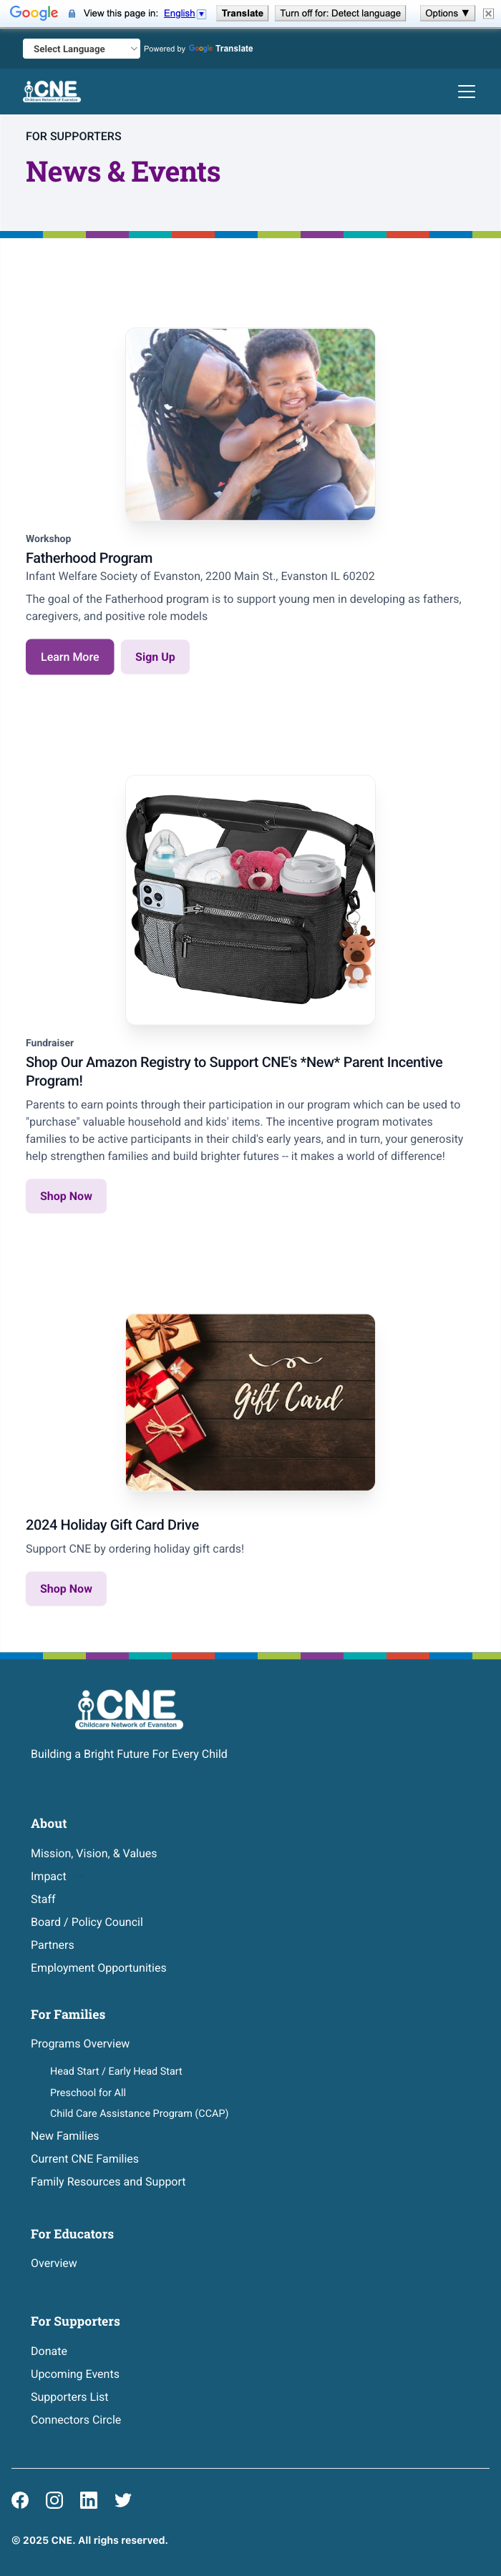 Google View this page in: English Translate Turn off for: Detect language Options ▼
Select Language Powered by Google Translate
CNE
Childcare Network of Evanston
FOR SUPPORTERS
News & Events
Workshop
Fatherhood Program
Infant Welfare Society of Evanston, 2200 Main St., Evanston IL 60202
The goal of the Fatherhood program is to support young men in developing as fathers,
caregivers, and positive role models
Learn More Sign Up
Fundraiser
Shop Our Amazon Registry to Support CNE's *New* Parent Incentive
Program!
Parents to earn points through their participation in our program which can be used to
"purchase" valuable household and kids' items. The incentive program motivates
families to be active participants in their child's early years, and in turn, your generosity
help strengthen families and build brighter futures -- it makes a world of difference!
Shop Now
Gift Card
2024 Holiday Gift Card Drive
Support CNE by ordering holiday gift cards!
Shop Now
CNE
Childcare Network of Evanston
Building a Bright Future For Every Child
About
Mission, Vision, & Values
Impact
Staff
Board / Policy Council
Partners
Employment Opportunities
For Families
Programs Overview
Head Start / Early Head Start
Preschool for All
Child Care Assistance Program (CCAP)
New Families
Current CNE Families
Family Resources and Support
For Educators
Overview
For Supporters
Donate
Upcoming Events
Supporters List
Connectors Circle
© 2025 CNE. All righs reserved.